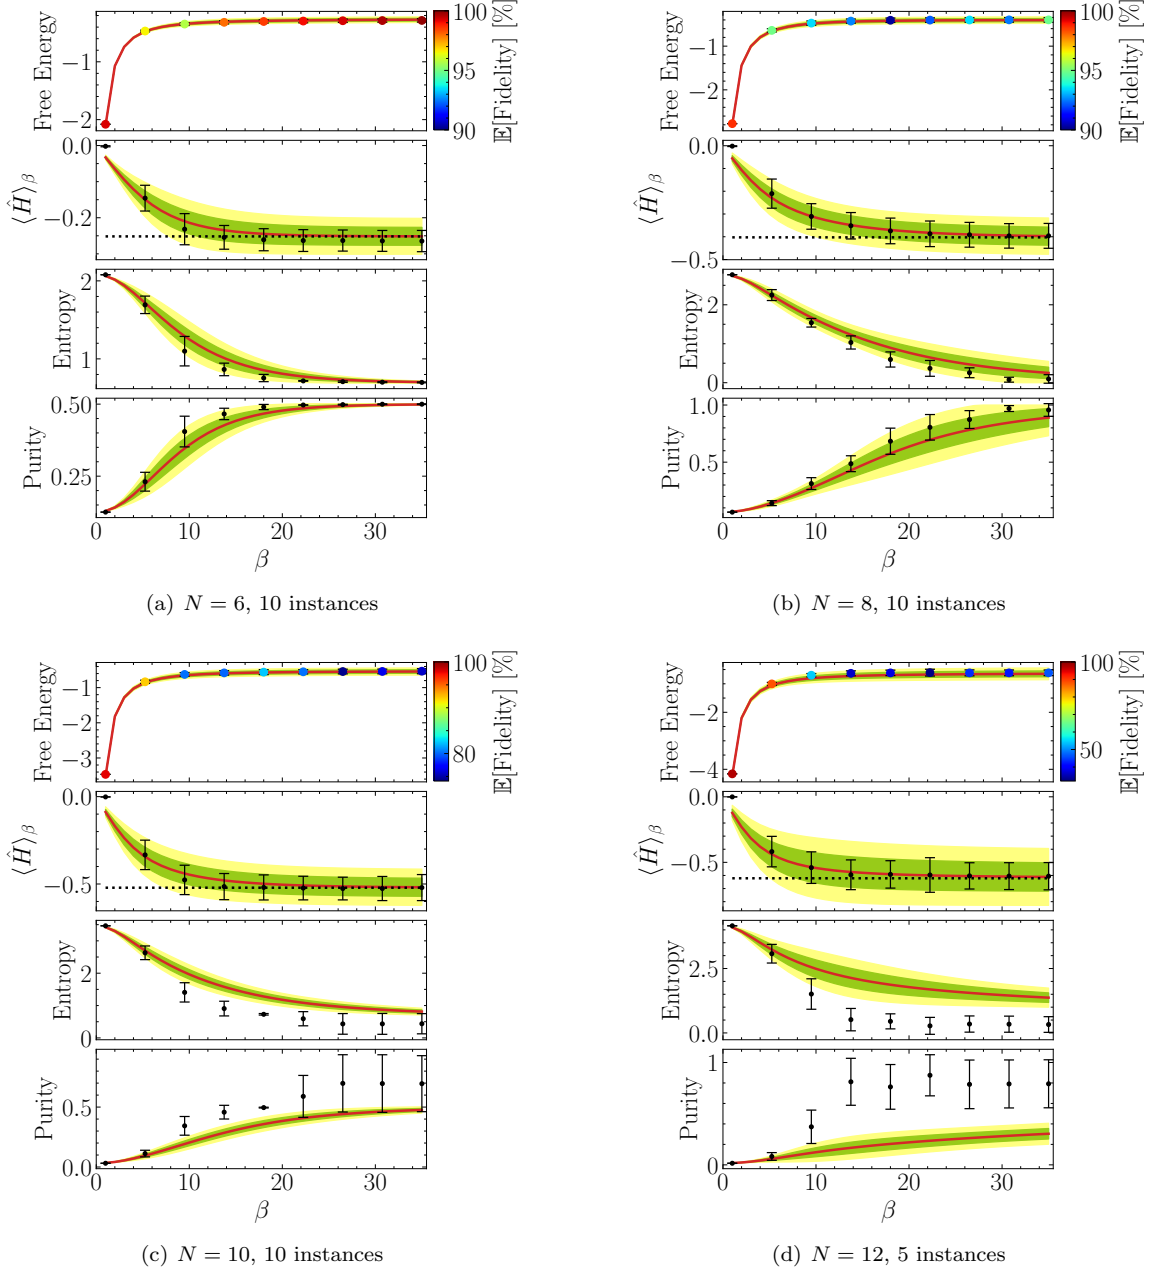 Free Energy
−1
−2
100
95
90
𝔼[Fidelity] [%]
⟨Ĥ⟩β
0.0
−0.2
Entropy
2
1
Purity
0.50
0.25
0 10 20 30
β
(a) N = 6, 10 instances
Free Energy
−1
−2
100
95
90
𝔼[Fidelity] [%]
⟨Ĥ⟩β
−0.5
Entropy
2
0
Purity
1.0
0.5
0 10 20 30
β
(b) N = 8, 10 instances
Free Energy
−1
−2
−3
100
90
80
𝔼[Fidelity] [%]
⟨Ĥ⟩β
0.0
−0.5
Entropy
2
0
Purity
0.5
0.0
0 10 20 30
β
(c) N = 10, 10 instances
Free Energy
−2
−4
100
50
𝔼[Fidelity] [%]
⟨Ĥ⟩β
0.0
−0.5
Entropy
2.5
0.0
Purity
1
0
0 10 20 30
β
(d) N = 12, 5 instances